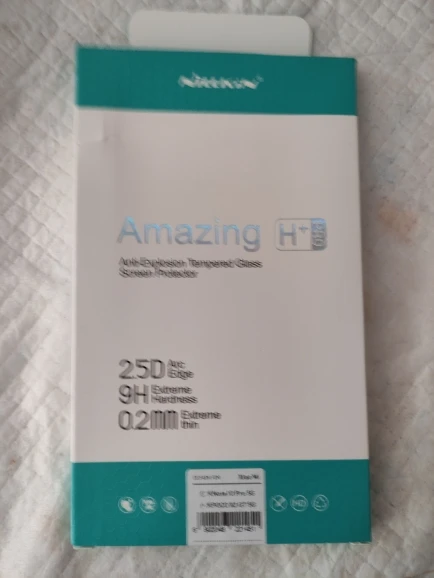 NILLKIN
Amazing H+ PRO
Anti-Explosion Tempered Glass
Screen Protector
2.5D Arc Edge
9H Extreme Hardness
0.2mm Extreme thin